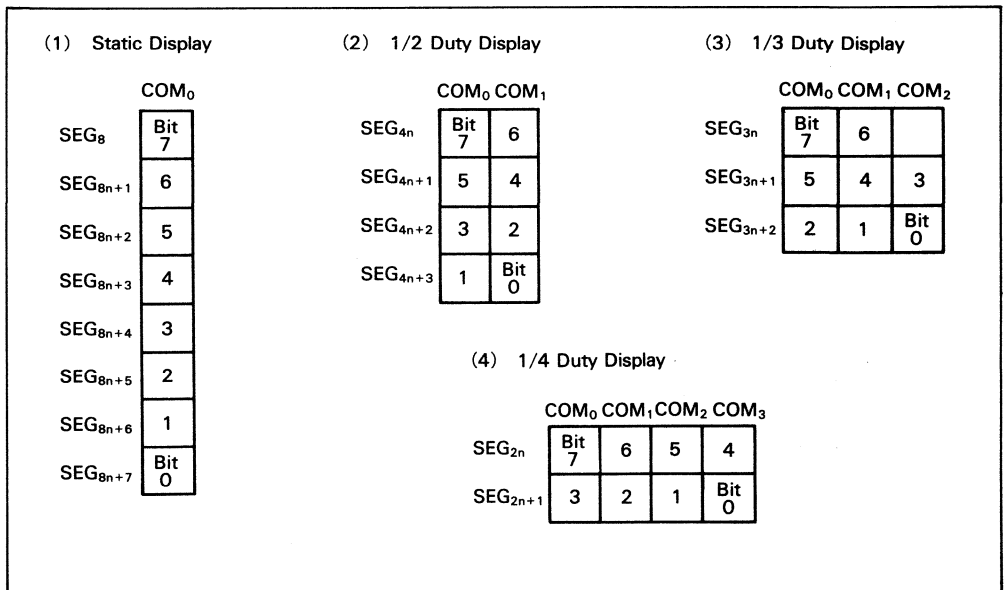 (1) Static Display
COM₀
SEG₈ Bit 7
SEG₈ₙ₊₁ 6
SEG₈ₙ₊₂ 5
SEG₈ₙ₊₃ 4
SEG₈ₙ₊₄ 3
SEG₈ₙ₊₅ 2
SEG₈ₙ₊₆ 1
SEG₈ₙ₊₇ Bit 0
(2) 1/2 Duty Display
COM₀ COM₁
SEG₄ₙ Bit 7 6
SEG₄ₙ₊₁ 5 4
SEG₄ₙ₊₂ 3 2
SEG₄ₙ₊₃ 1 Bit 0
(3) 1/3 Duty Display
COM₀ COM₁ COM₂
SEG₃ₙ Bit 7 6
SEG₃ₙ₊₁ 5 4 3
SEG₃ₙ₊₂ 2 1 Bit 0
(4) 1/4 Duty Display
COM₀ COM₁ COM₂ COM₃
SEG₂ₙ Bit 7 6 5 4
SEG₂ₙ₊₁ 3 2 1 Bit 0